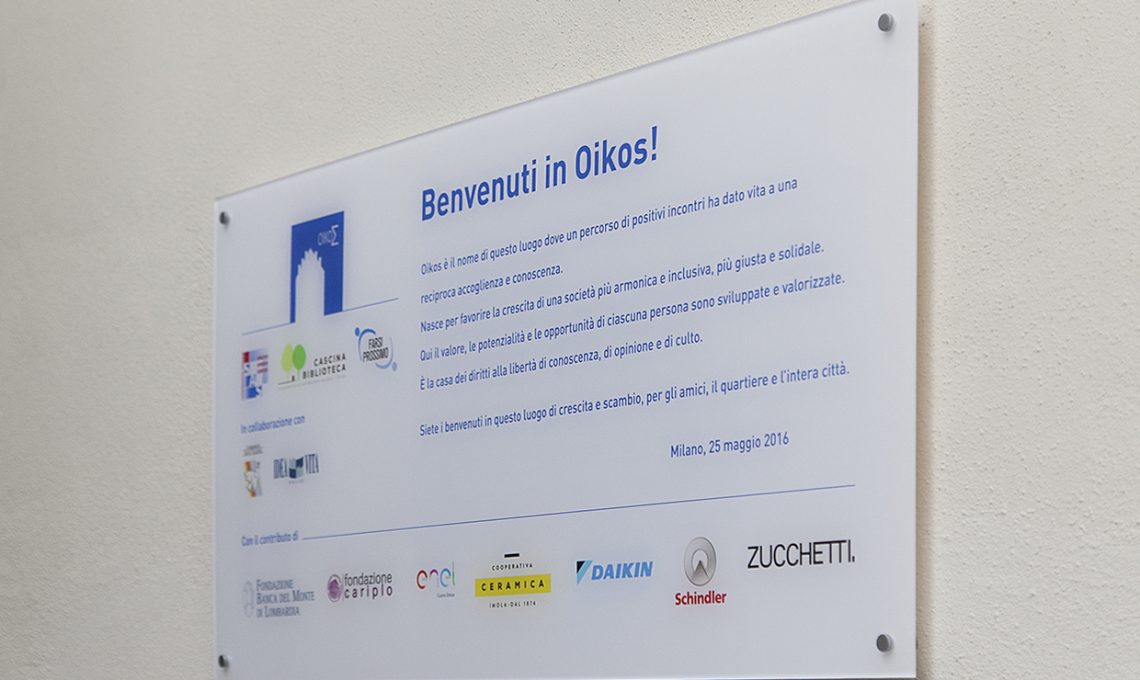 Benvenuti in Oikos!
Oikos è il nome di questo luogo dove un percorso di positivi incontri ha dato vita a una
reciproca accoglienza e conoscenza.
Nasce per favorire la crescita di una società più armonica e inclusiva, più giusta e solidale.
Qui il valore, le potenzialità e le opportunità di ciascuna persona sono sviluppate e valorizzate.
È la casa dei diritti alla libertà di conoscenza, di opinione e di culto.
Siete i benvenuti in questo luogo di crescita e scambio, per gli amici, il quartiere e l'intera città.
Milano, 25 maggio 2016
OIKOΣ
CASCINA
BIBLIOTECA
FARSI
PROSSIMO
In collaborazione con
IDEA VITA
Con il contributo di
FONDAZIONE
BANCA DEL MONTE
DI LOMBARDIA
fondazione
cariplo
enel
COOPERATIVA
CERAMICA
IMOLA·DAL 1874
DAIKIN
Schindler
ZUCCHETTI.